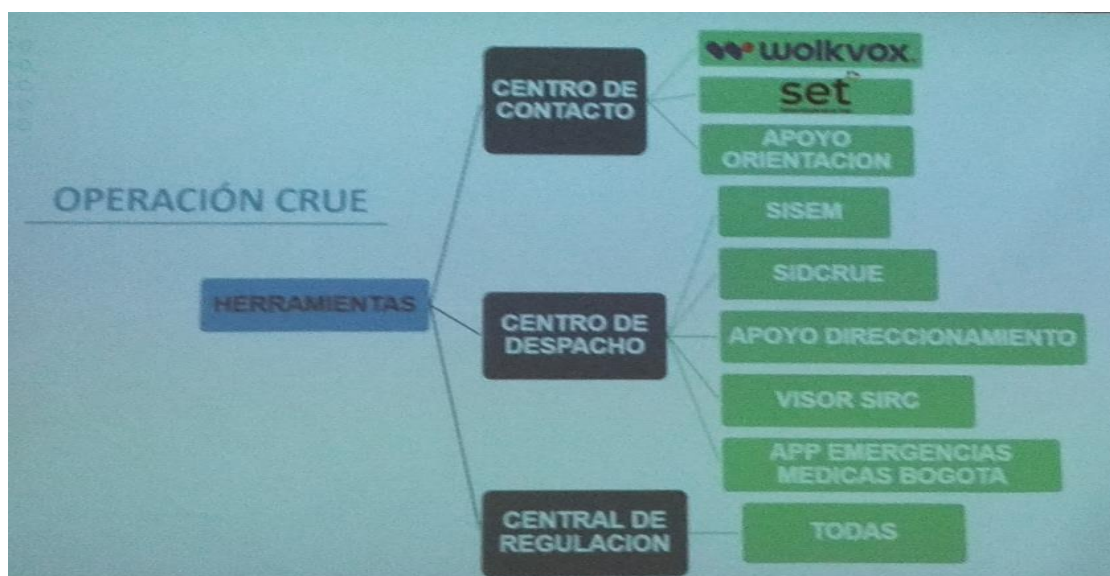 OPERACIÓN CRUE
HERRAMIENTAS
CENTRO DE
CONTACTO
wolkvox
set
APOYO
ORIENTACION
CENTRO DE
DESPACHO
SISEM
SIDCRUE
APOYO DIRECCIONAMIENTO
VISOR SIRC
APP EMERGENCIAS
MEDICAS BOGOTA
CENTRAL DE
REGULACION
TODAS